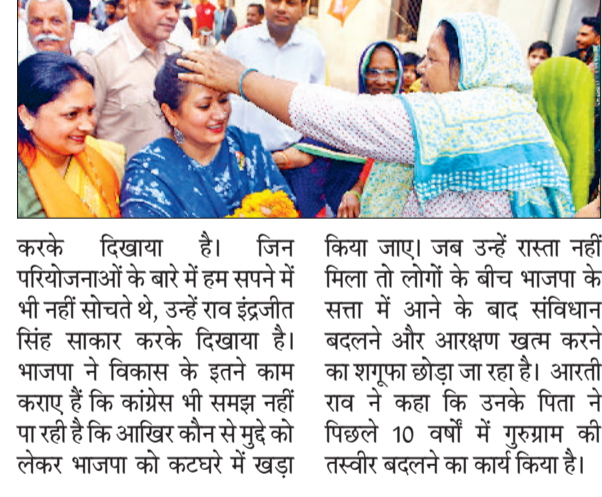 करके दिखाया है। जिन
परियोजनाओं के बारे में हम सपने में
भी नहीं सोचते थे, उन्हें राव इंद्रजीत
सिंह साकार करके दिखाया है।
भाजपा ने विकास के इतने काम
कराए हैं कि कांग्रेस भी समझ नहीं
पा रही है कि आखिर कौन से मुद्दे को
लेकर भाजपा को कटघरे में खड़ा
किया जाए। जब उन्हें रास्ता नहीं
मिला तो लोगों के बीच भाजपा के
सत्ता में आने के बाद संविधान
बदलने और आरक्षण खत्म करने
का शगूफा छोड़ा जा रहा है। आरती
राव ने कहा कि उनके पिता ने
पिछले 10 वर्षों में गुरुग्राम की
तस्वीर बदलने का कार्य किया है।